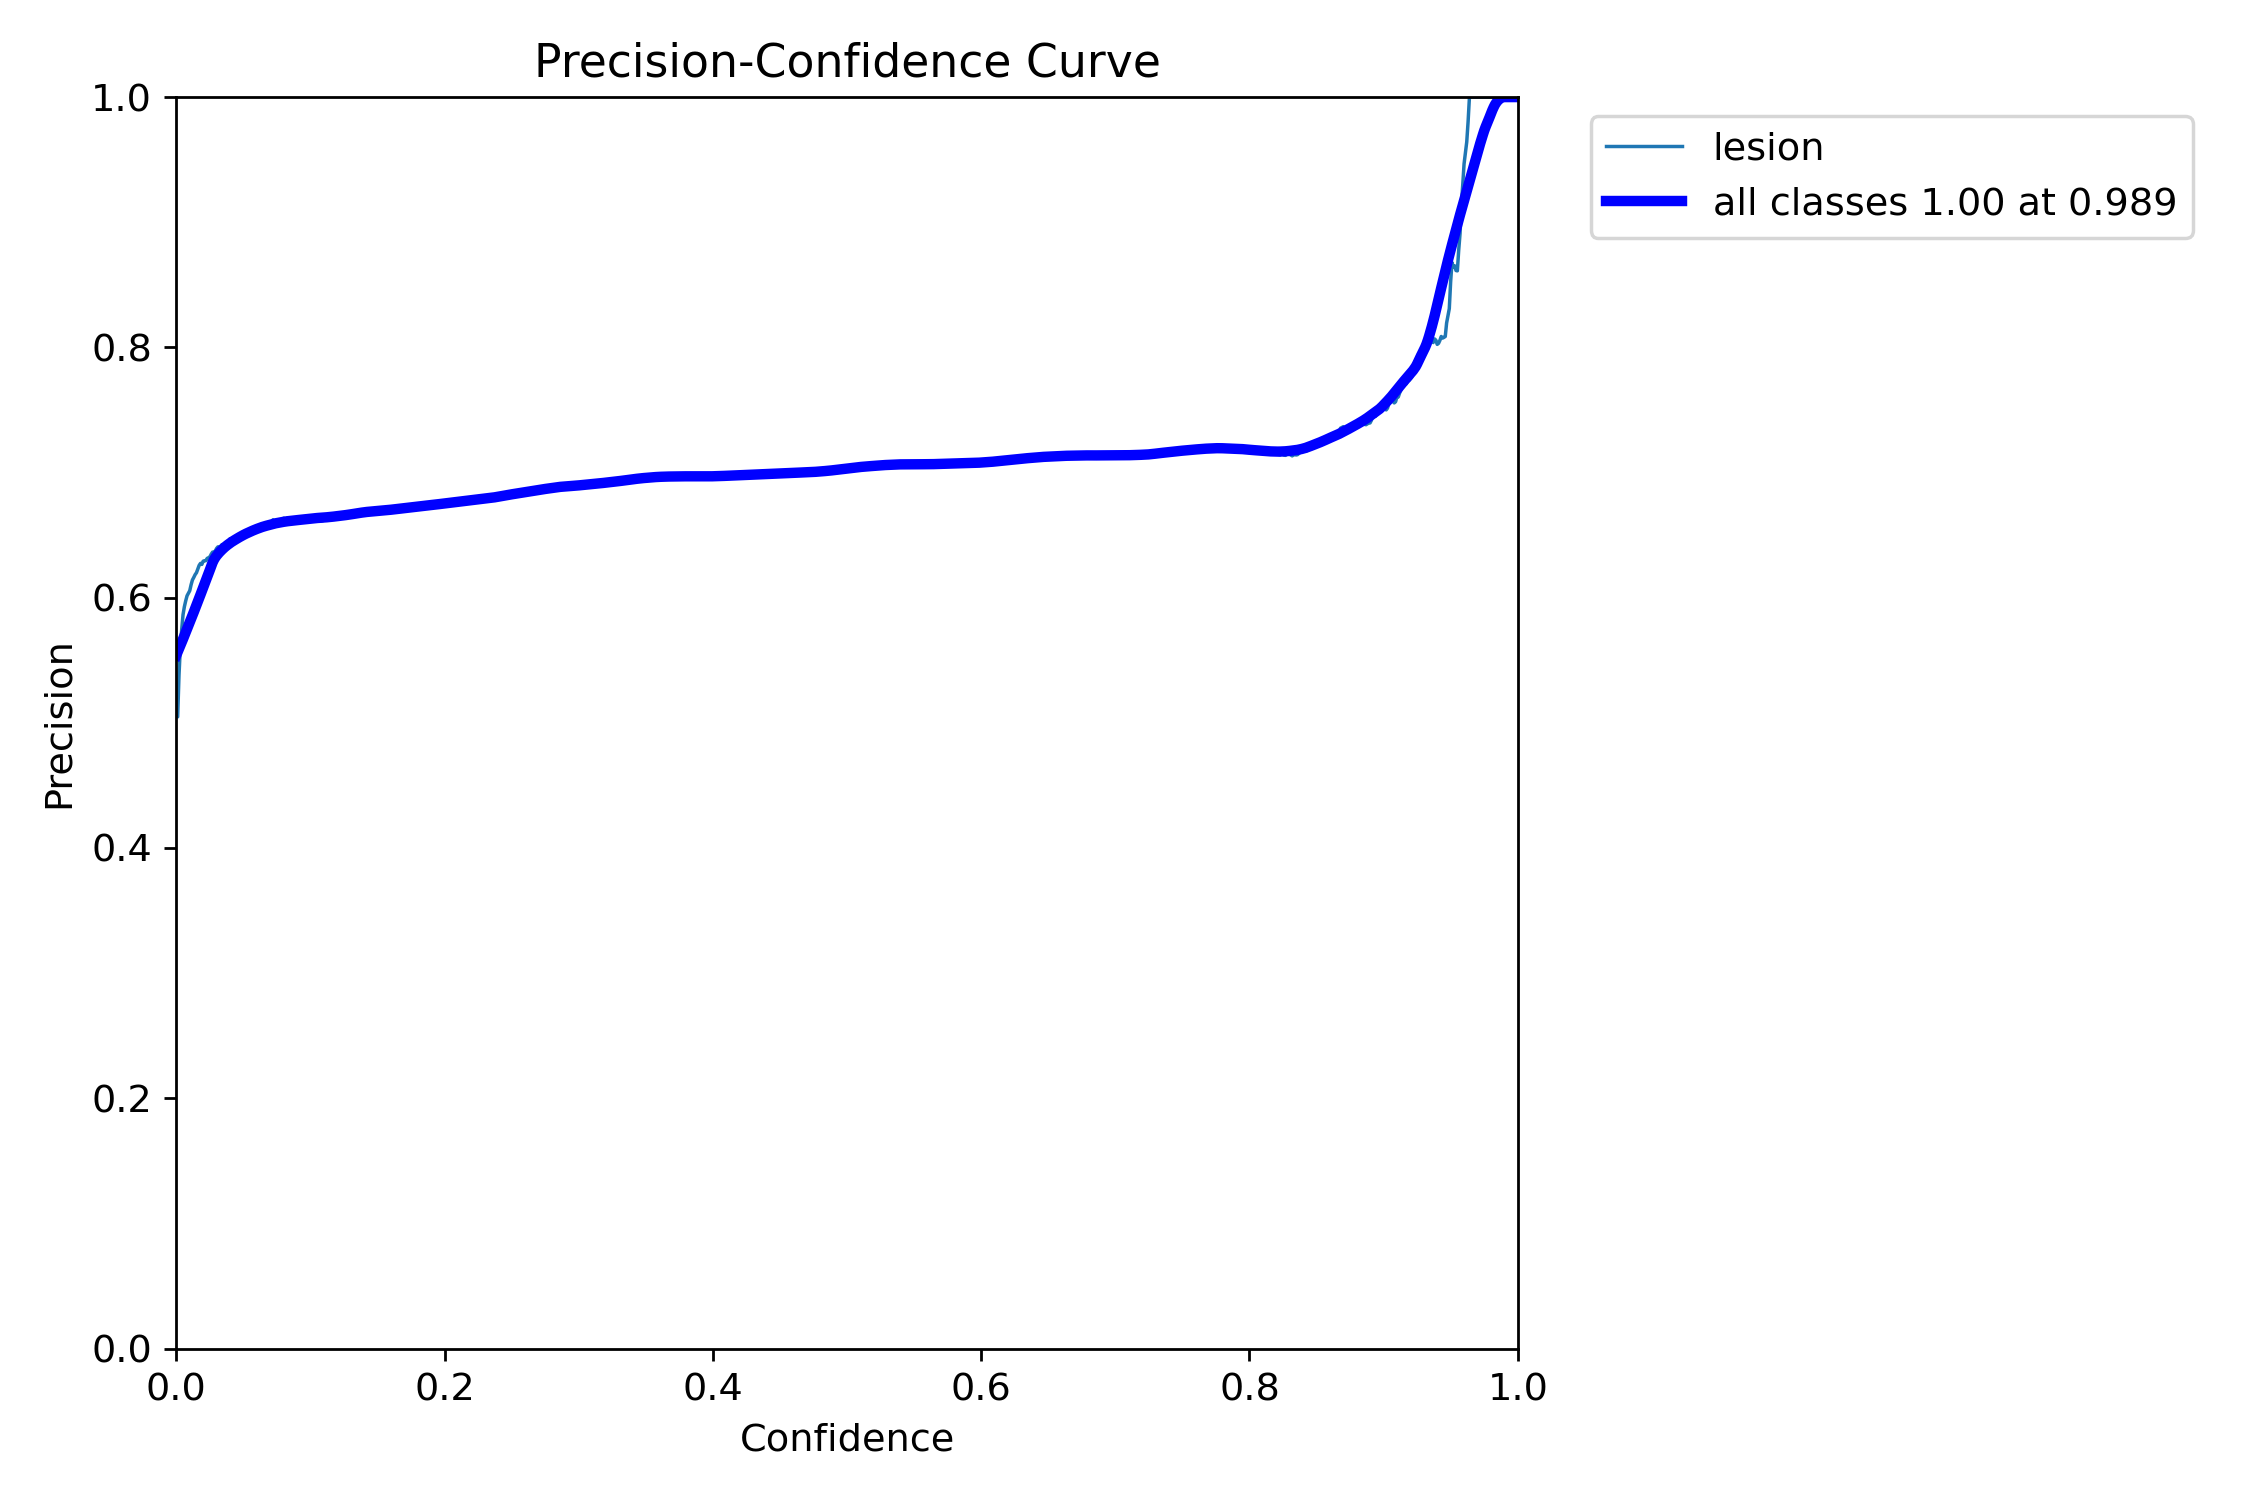 Precision-Confidence Curve
lesion
all classes 1.00 at 0.989
1.0
0.8
0.6
0.4
0.2
0.0
Precision
0.0 0.2 0.4 0.6 0.8 1.0
Confidence